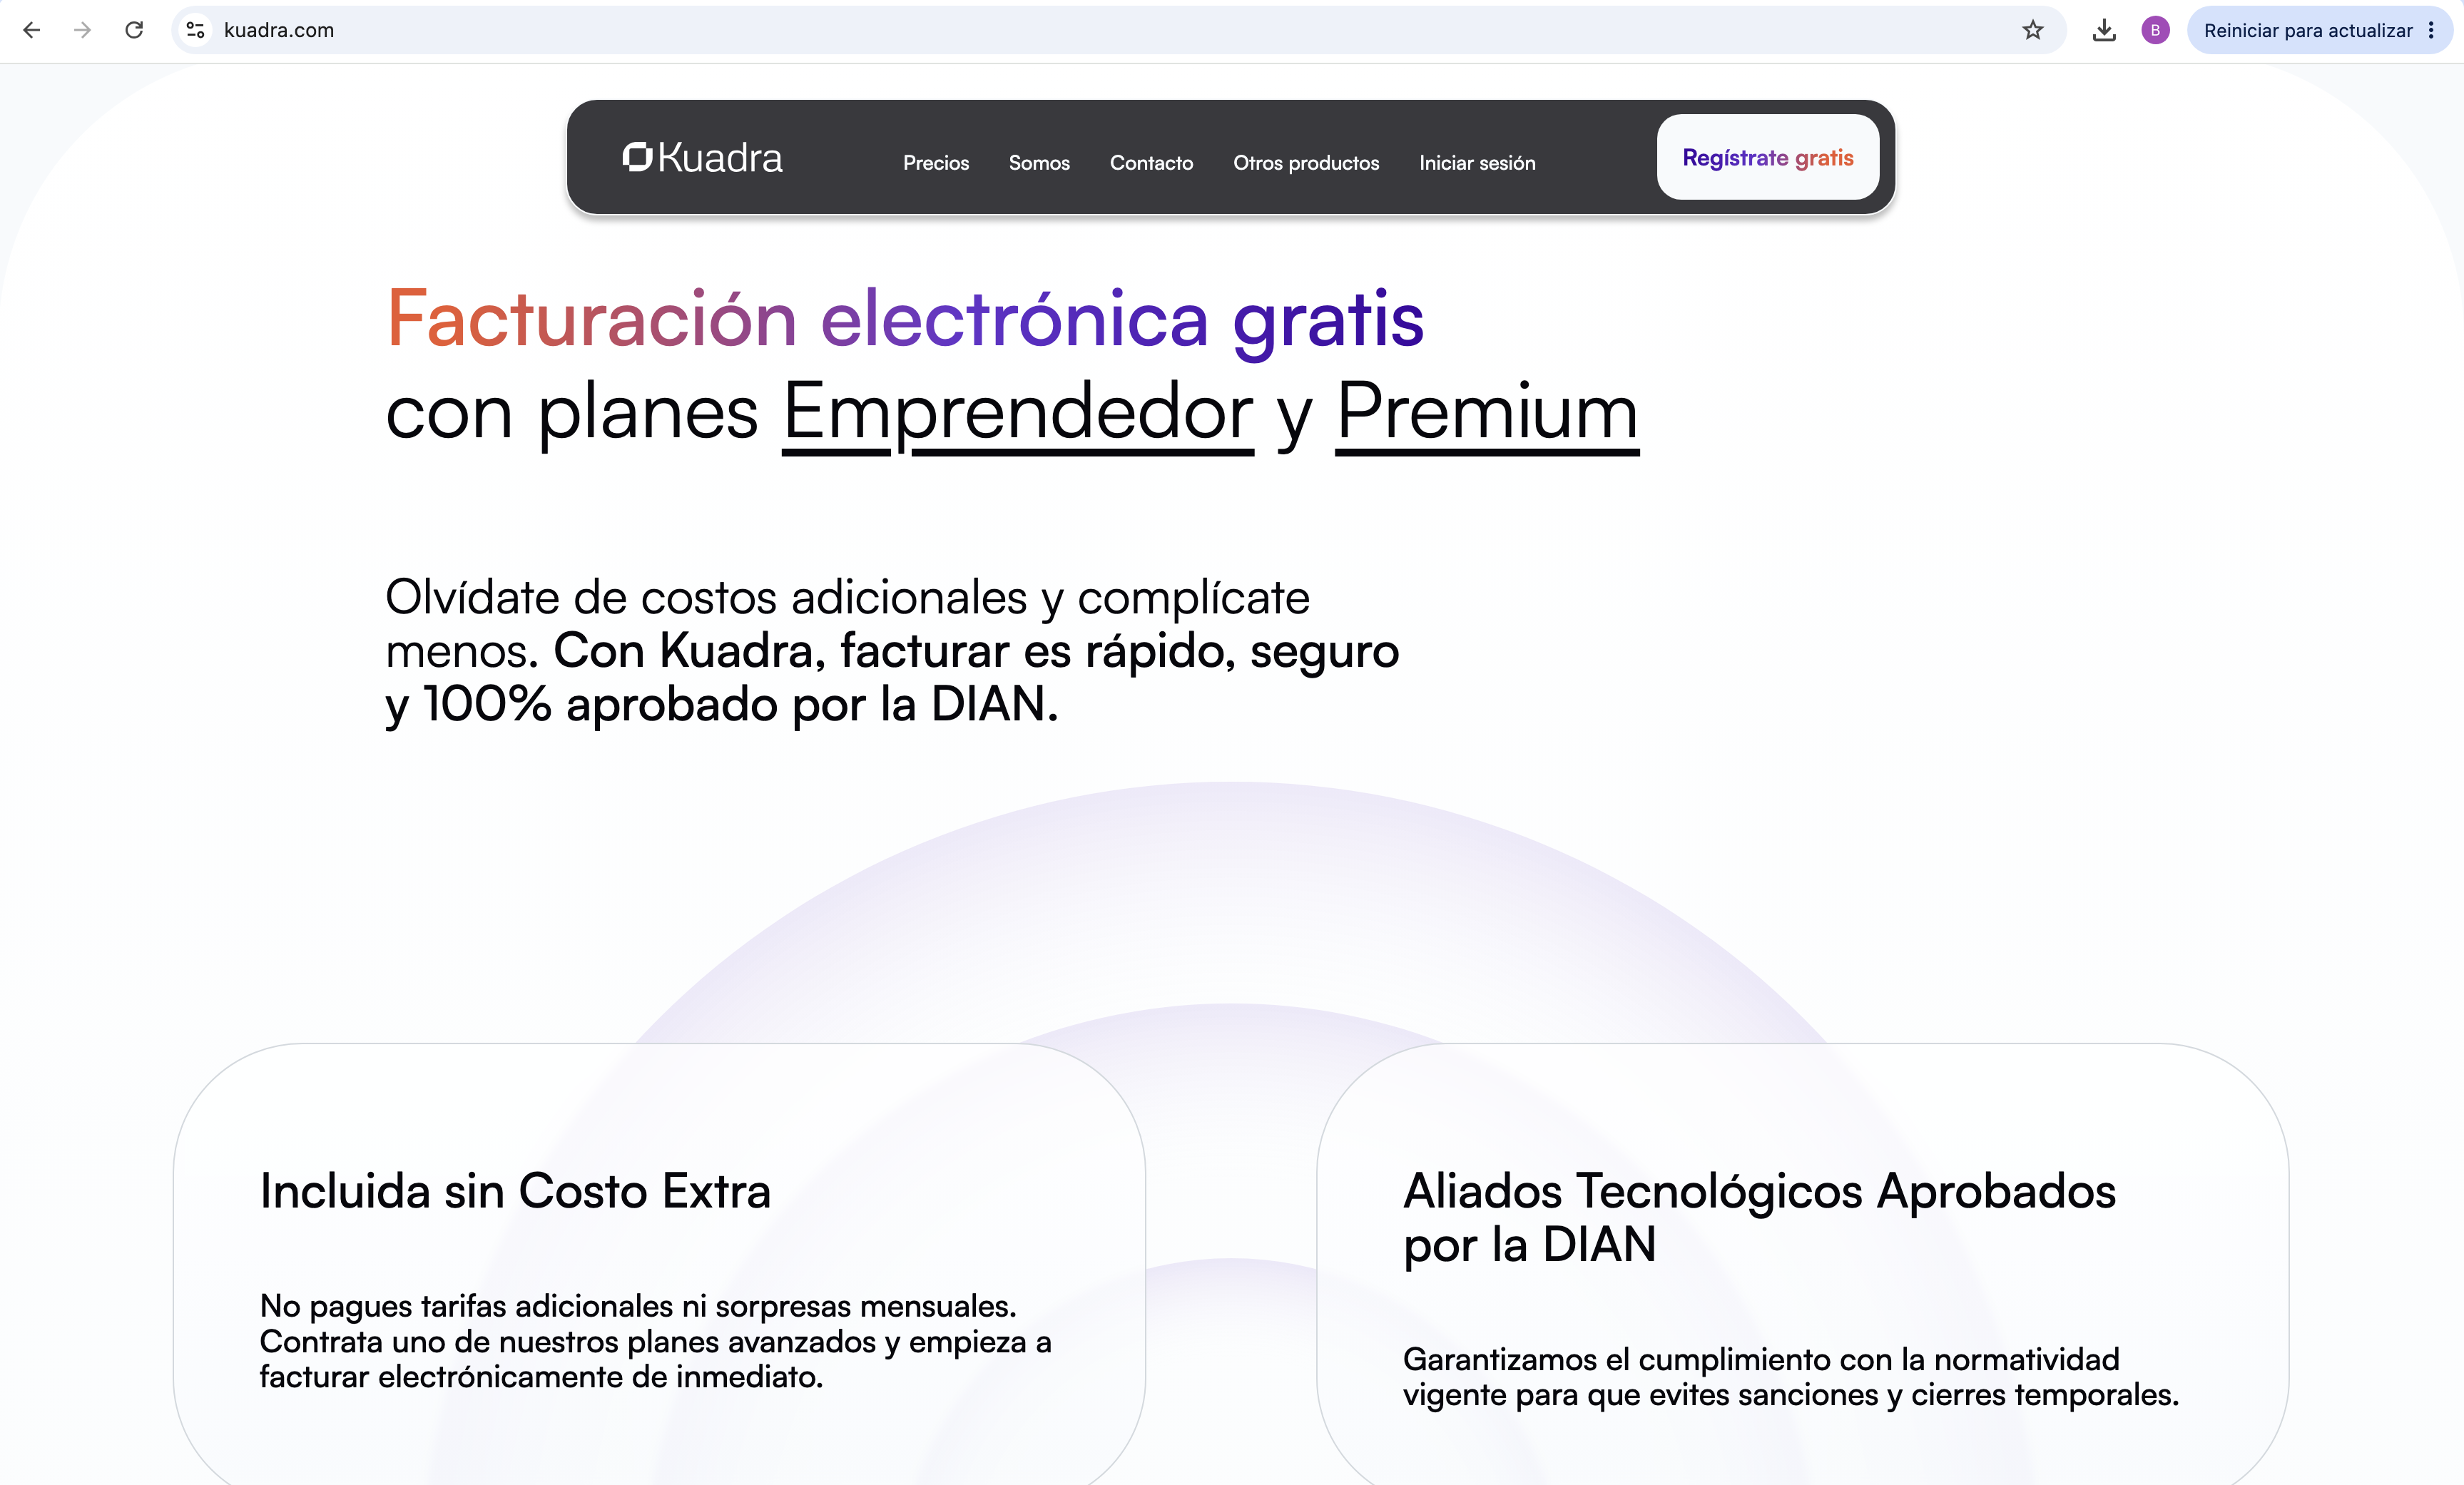 kuadra.com
B
Reiniciar para actualizar
Kuadra
Precios
Somos
Contacto
Otros productos
Iniciar sesión
Regístrate gratis
Facturación electrónica gratis
con planes Emprendedor y Premium
Olvídate de costos adicionales y complícate
menos. Con Kuadra, facturar es rápido, seguro
y 100% aprobado por la DIAN.
Incluida sin Costo Extra
No pagues tarifas adicionales ni sorpresas mensuales.
Contrata uno de nuestros planes avanzados y empieza a
facturar electrónicamente de inmediato.
Aliados Tecnológicos Aprobados
por la DIAN
Garantizamos el cumplimiento con la normatividad
vigente para que evites sanciones y cierres temporales.